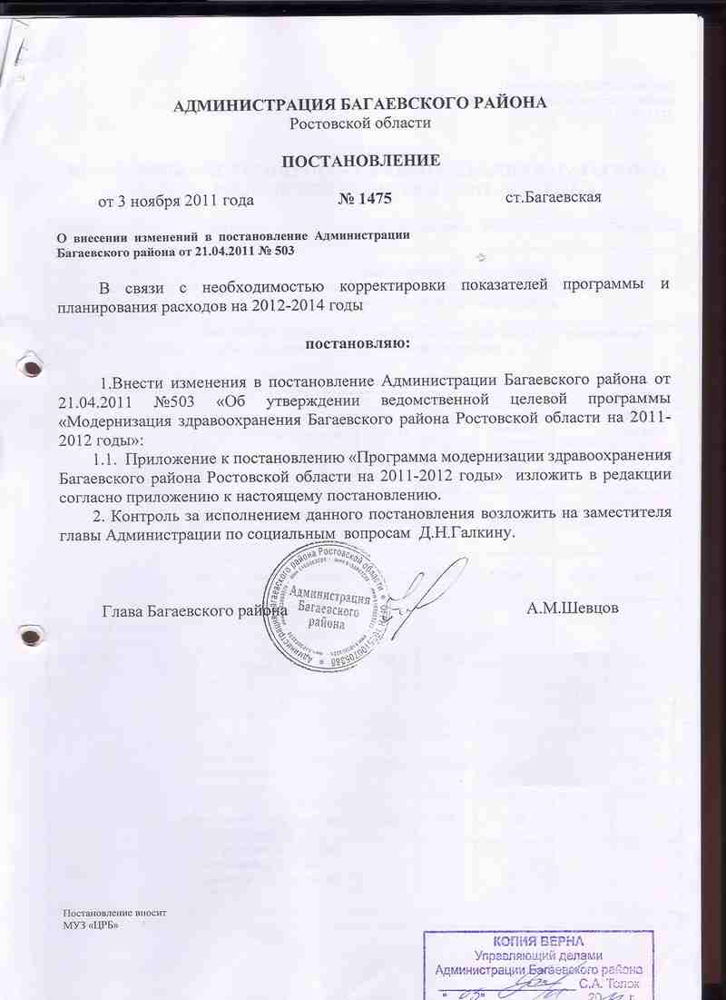 АДМИНИСТРАЦИЯ БАГАЕВСКОГО РАЙОНА
Ростовской области
ПОСТАНОВЛЕНИЕ
от 3 ноября 2011 года № 1475 ст.Багаевская
О внесении изменений в постановление Администрации
Багаевского района от 21.04.2011 № 503
В связи с необходимостью корректировки показателей программы и
планирования расходов на 2012-2014 годы
постановляю:
1.Внести изменения в постановление Администрации Багаевского района от
21.04.2011 №503 «Об утверждении ведомственной целевой программы
«Модернизация здравоохранения Багаевского района Ростовской области на 2011-
2012 годы»:
1.1. Приложение к постановлению «Программа модернизации здравоохранения
Багаевского района Ростовской области на 2011-2012 годы» изложить в редакции
согласно приложению к настоящему постановлению.
2. Контроль за исполнением данного постановления возложить на заместителя
главы Администрации по социальным вопросам Д.Н.Галкину.
Глава Багаевского района А.М.Шевцов
Администрация Багаевского района Ростовской области
Администрация
Багаевского
района
Постановление вносит
МУЗ «ЦРБ»
КОПИЯ ВЕРНА
Управляющий делами
Администрации Багаевского района
С.А. Толок